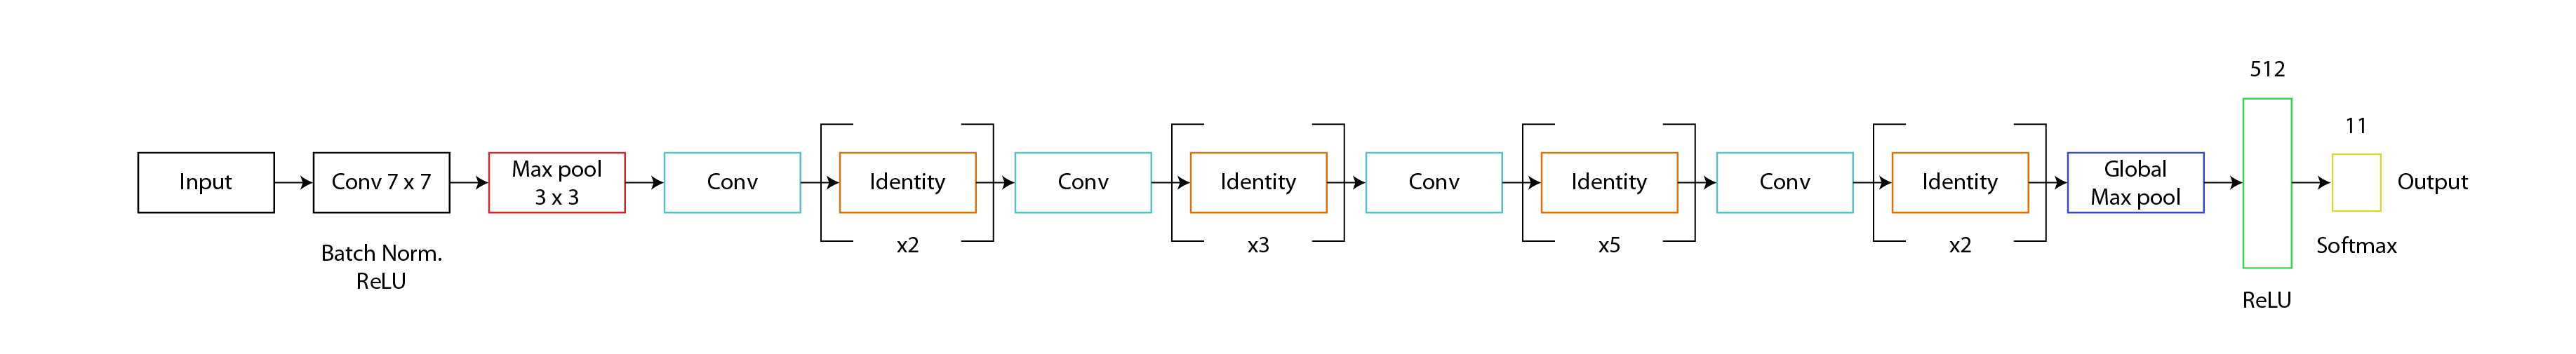 Input
Conv 7 x 7
Batch Norm.
ReLU
Max pool
3 x 3
Conv
Identity
x2
Conv
Identity
x3
Conv
Identity
x5
Conv
Identity
x2
Global
Max pool
512
ReLU
11
Softmax
Output